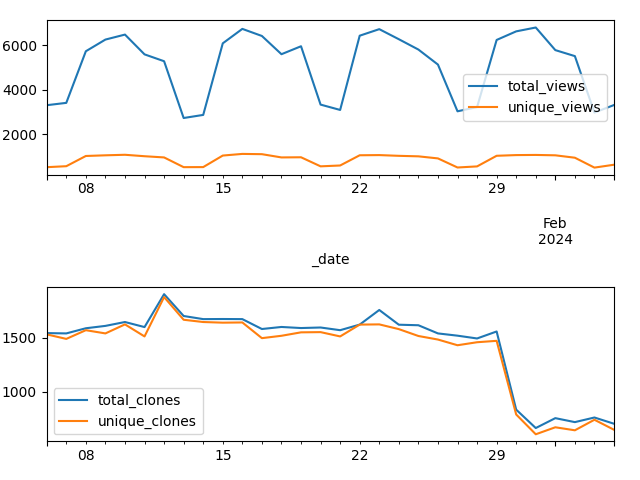 6000
4000
2000
total_views
unique_views
08 15 22 29
Feb
2024
_date
1500
1000
total_clones
unique_clones
08 15 22 29